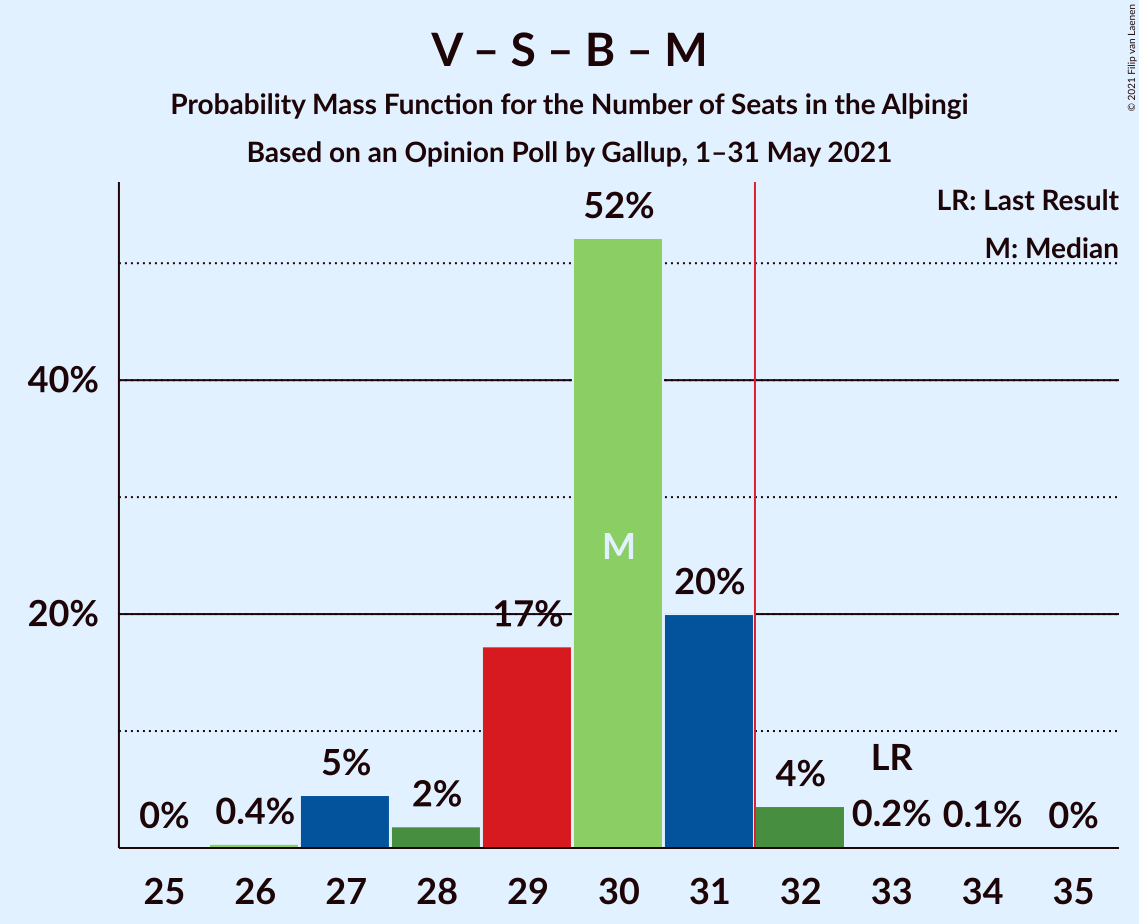 V – S – B – M
Probability Mass Function for the Number of Seats in the Alþingi
Based on an Opinion Poll by Gallup, 1–31 May 2021
© 2021 Filip van Laenen
LR: Last Result
M: Median
52%
40%
M
20%
20%
17%
LR
5%
4%
2%
0%
0.4%
0.2%
0.1%
0%
25 26 27 28 29 30 31 32 33 34 35